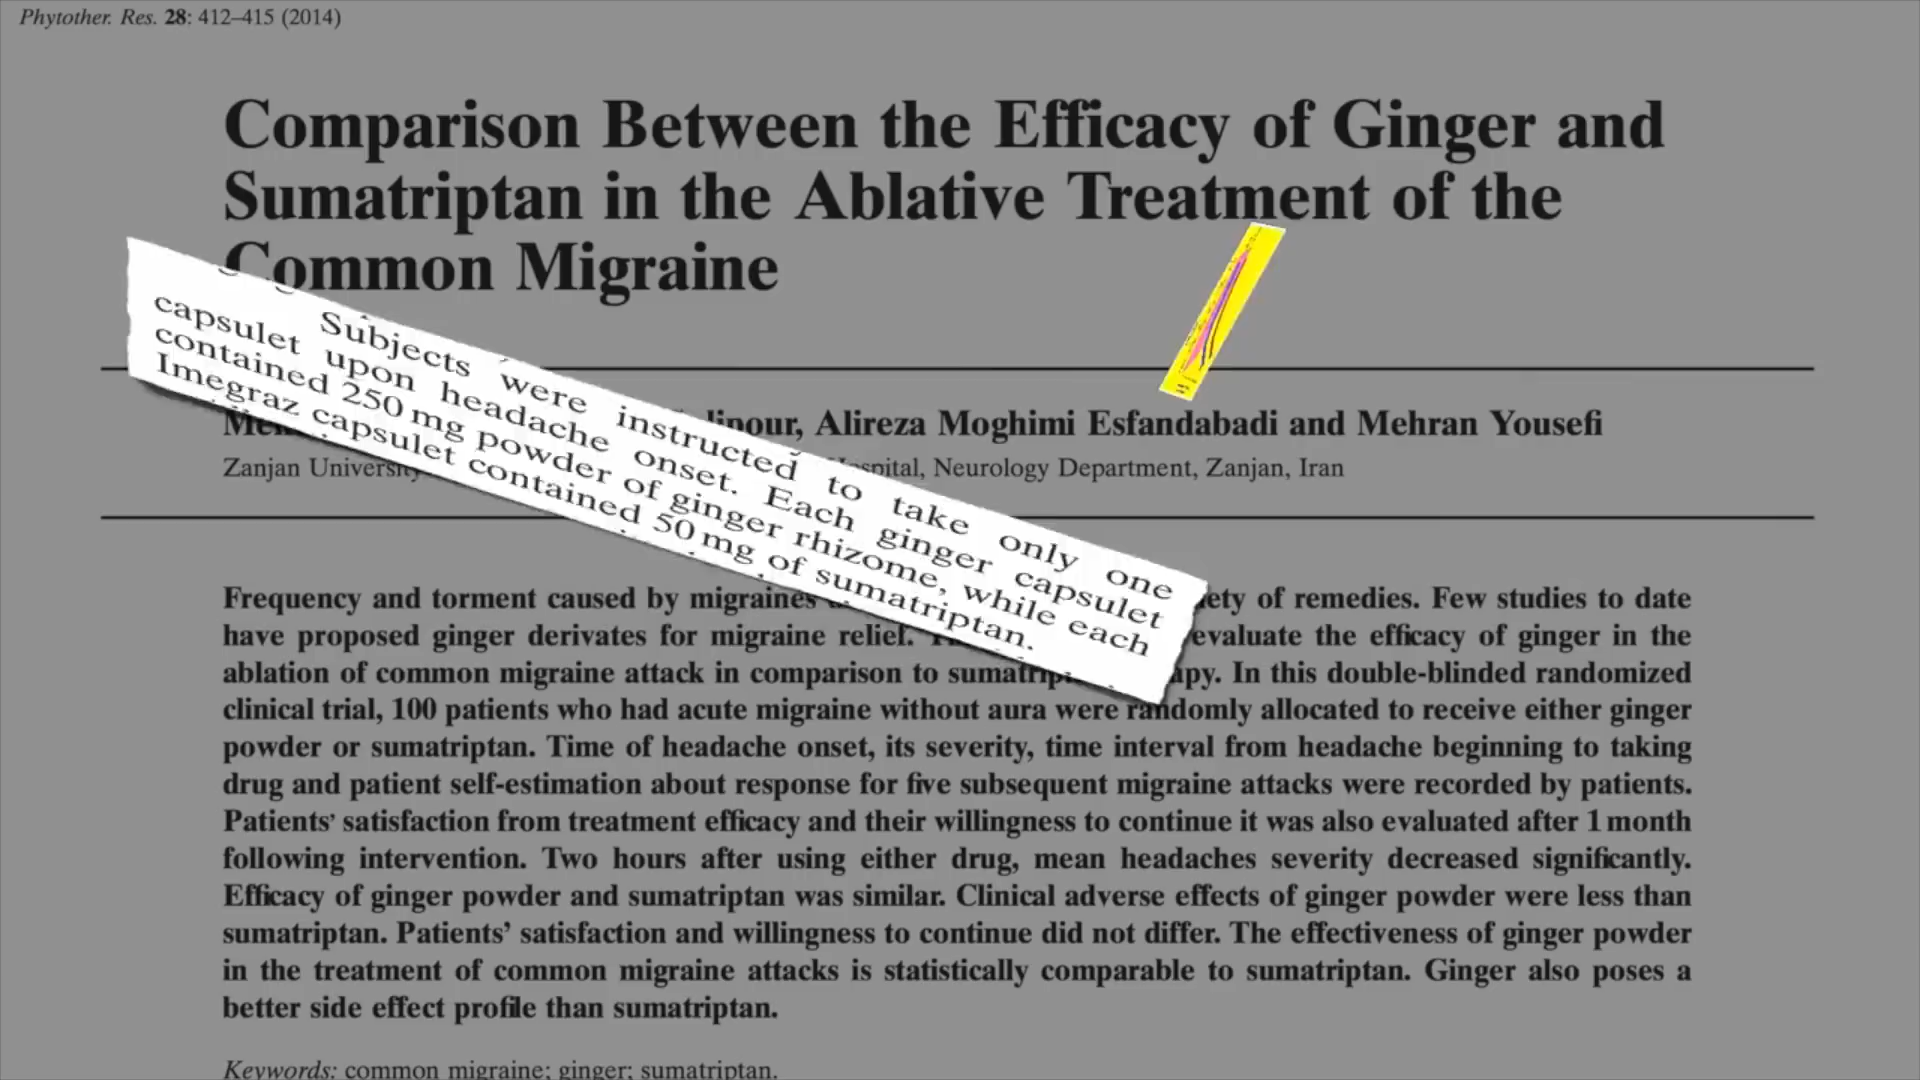 Phytother. Res. 28: 412–415 (2014)
Comparison Between the Efficacy of Ginger and
Sumatriptan in the Ablative Treatment of the
Common Migraine
Subjects were instructed to take only one
capsulet upon headache onset. Each ginger capsulet
contained 250 mg powder of ginger rhizome, while each
Imegraz capsulet contained 50 mg of sumatriptan.
Alireza Moghimi Esfandabadi and Mehran Yousefi
Zanjan Hospital, Neurology Department, Zanjan, Iran
Frequency and torment caused by migraines of remedies. Few studies to date
have proposed ginger derivates for migraine relief. evaluate the efficacy of ginger in the
ablation of common migraine attack in comparison to In this double-blinded randomized
clinical trial, 100 patients who had acute migraine without aura were randomly allocated to receive either ginger
powder or sumatriptan. Time of headache onset, its severity, time interval from headache beginning to taking
drug and patient self-estimation about response for five subsequent migraine attacks were recorded by patients.
Patients’ satisfaction from treatment efficacy and their willingness to continue it was also evaluated after 1 month
following intervention. Two hours after using either drug, mean headaches severity decreased significantly.
Efficacy of ginger powder and sumatriptan was similar. Clinical adverse effects of ginger powder were less than
sumatriptan. Patients’ satisfaction and willingness to continue did not differ. The effectiveness of ginger powder
in the treatment of common migraine attacks is statistically comparable to sumatriptan. Ginger also poses a
better side effect profile than sumatriptan.
Keywords: common migraine; ginger; sumatriptan.